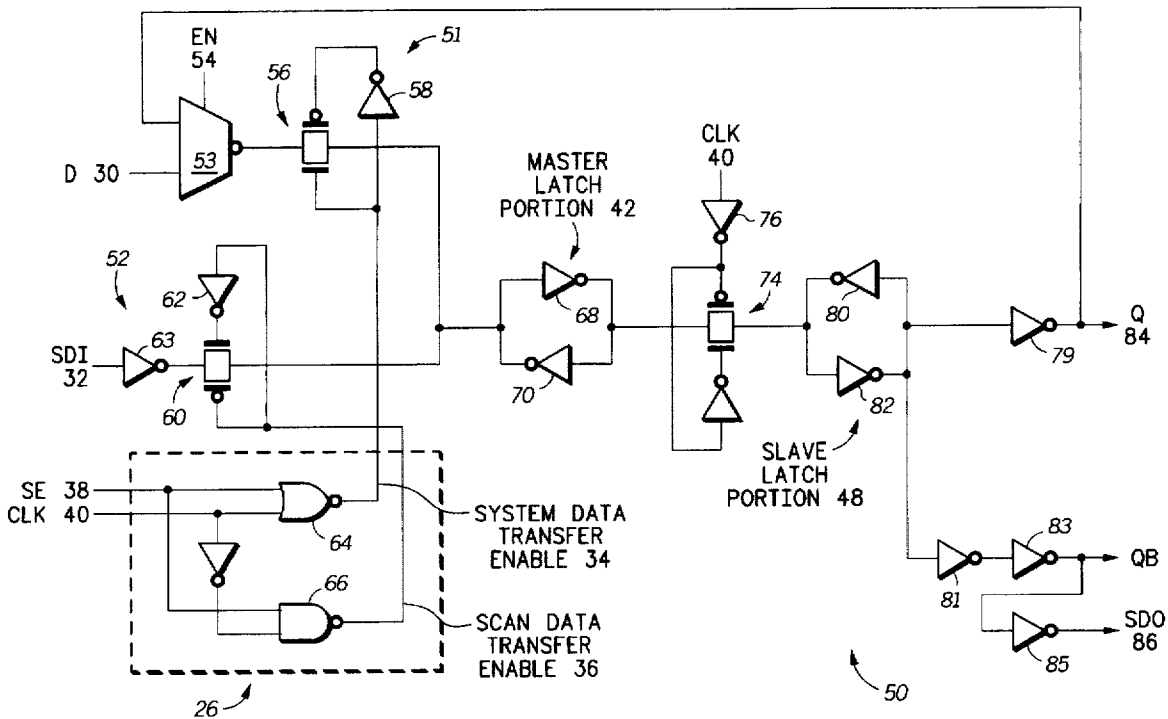 EN
54
51
56
58
53
D 30
CLK
40
MASTER
LATCH
PORTION 42
76
52
62
68
74
80
Q
84
79
SDI
32
63
60
70
82
SLAVE
LATCH
PORTION 48
SE 38
CLK 40
64
SYSTEM DATA
TRANSFER
ENABLE 34
66
83
QB
81
SCAN DATA
TRANSFER
ENABLE 36
SDO
86
85
26
50